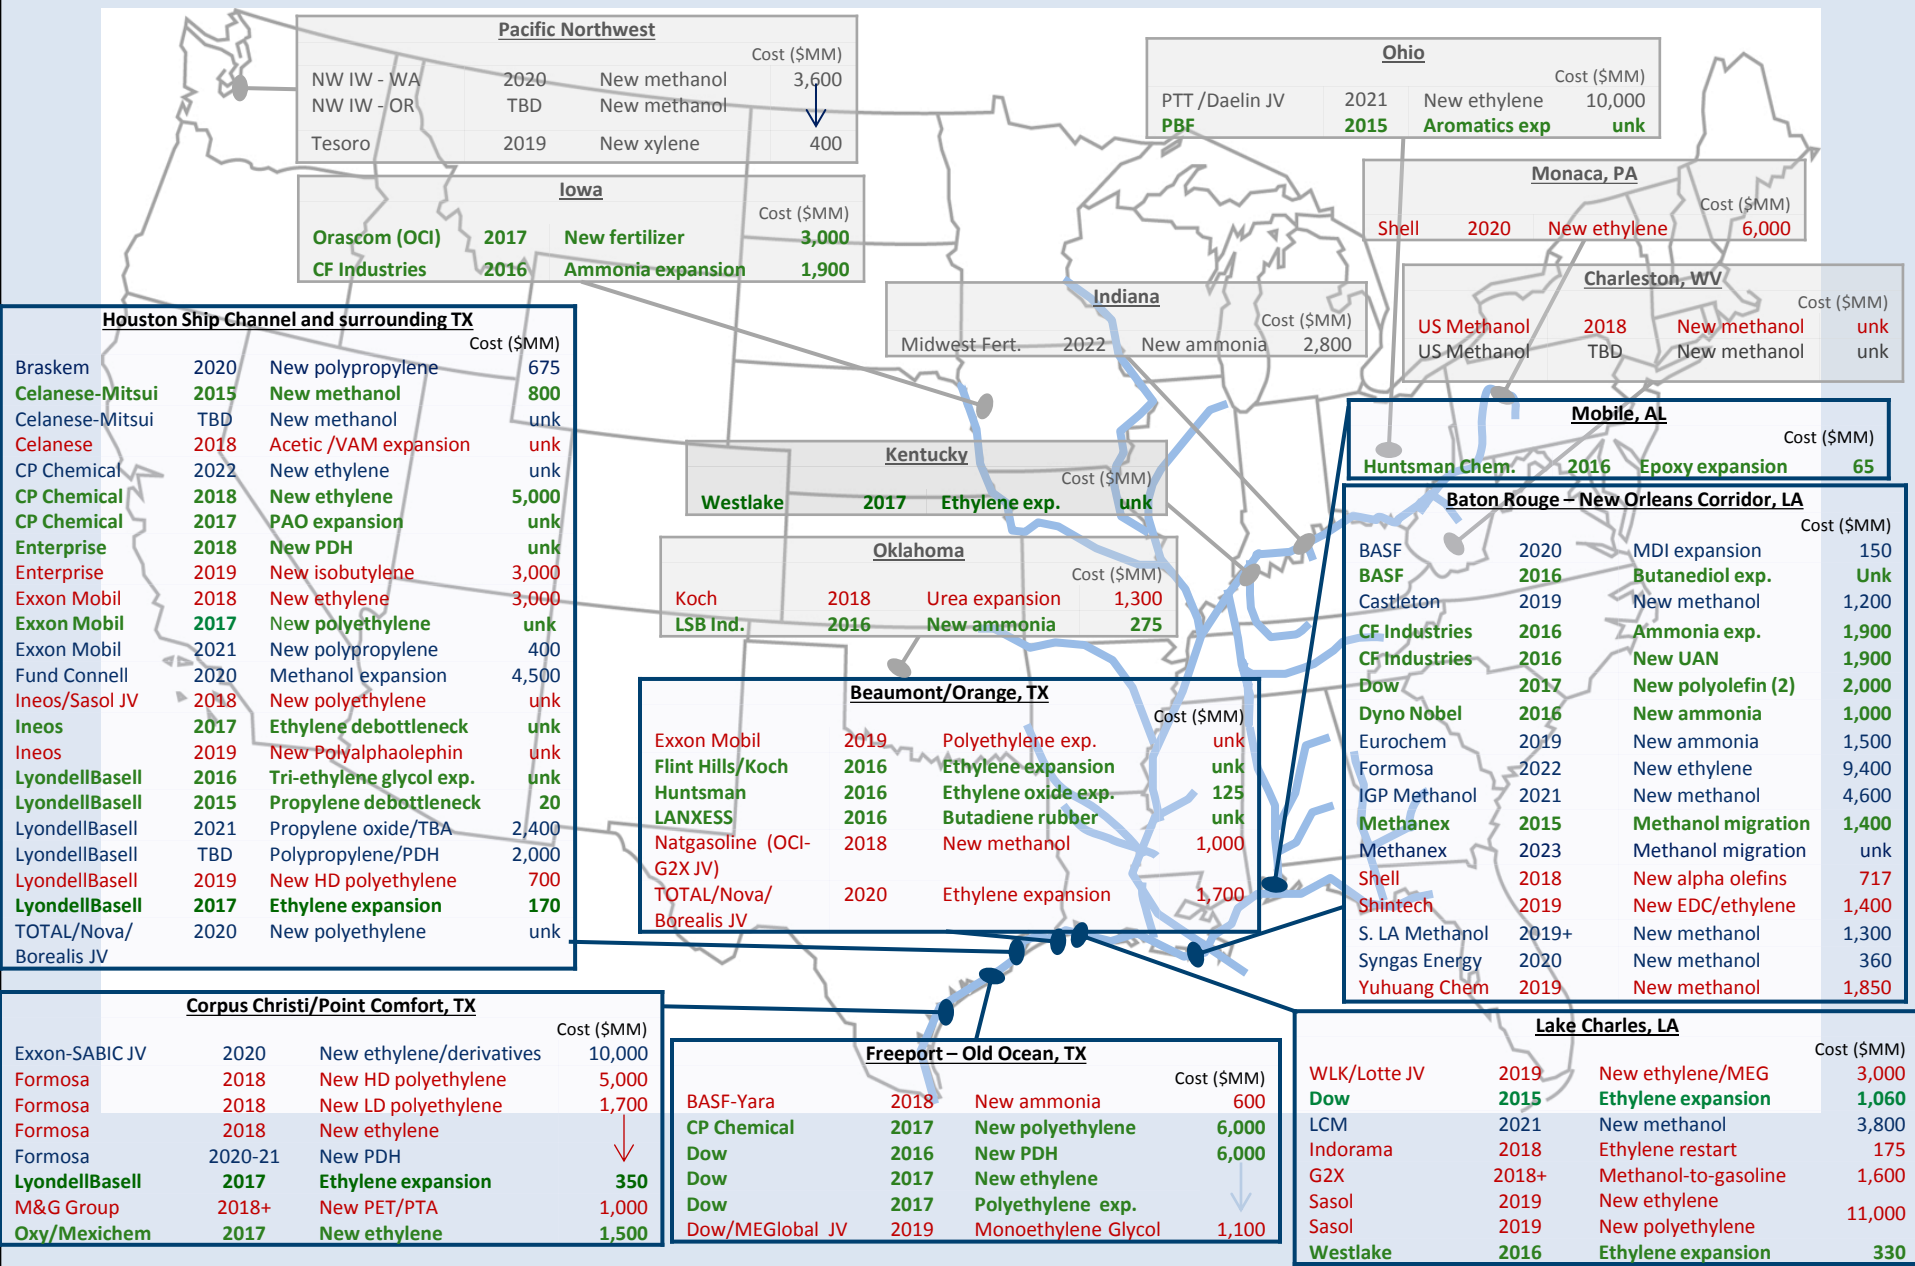 Pacific Northwest
Cost ($MM)
NW IW - WA 2020 New methanol 3,600
NW IW - OR TBD New methanol
Tesoro 2019 New xylene 400
Ohio
Cost ($MM)
PTT /Daelin JV 2021 New ethylene 10,000
PBF 2015 Aromatics exp unk
Monaca, PA
Cost ($MM)
Shell 2020 New ethylene 6,000
Iowa
Cost ($MM)
Orascom (OCI) 2017 New fertilizer 3,000
CF Industries 2016 Ammonia expansion 1,900
Charleston, WV
Cost ($MM)
US Methanol 2018 New methanol unk
US Methanol TBD New methanol unk
Indiana
Cost ($MM)
Midwest Fert. 2022 New ammonia 2,800
Houston Ship Channel and surrounding TX
Cost ($MM)
Braskem 2020 New polypropylene 675
Celanese-Mitsui 2015 New methanol 800
Celanese-Mitsui TBD New methanol unk
Celanese 2018 Acetic /VAM expansion unk
CP Chemical 2022 New ethylene unk
CP Chemical 2018 New ethylene 5,000
CP Chemical 2017 PAO expansion unk
Enterprise 2018 New PDH unk
Enterprise 2019 New isobutylene 3,000
Exxon Mobil 2018 New ethylene 3,000
Exxon Mobil 2017 New polyethylene unk
Exxon Mobil 2021 New polypropylene 400
Fund Connell 2020 Methanol expansion 4,500
Ineos/Sasol JV 2018 New polyethylene unk
Ineos 2017 Ethylene debottleneck unk
Ineos 2019 New Polyalphaolephin unk
LyondellBasell 2016 Tri-ethylene glycol exp. unk
LyondellBasell 2015 Propylene debottleneck 20
LyondellBasell 2021 Propylene oxide/TBA 2,400
LyondellBasell TBD Polypropylene/PDH 2,000
LyondellBasell 2019 New HD polyethylene 700
LyondellBasell 2017 Ethylene expansion 170
TOTAL/Nova/ 2020 New polyethylene unk
Borealis JV
Mobile, AL
Cost ($MM)
Huntsman Chem. 2016 Epoxy expansion 65
Kentucky
Cost ($MM)
Westlake 2017 Ethylene exp. unk
Baton Rouge – New Orleans Corridor, LA
Cost ($MM)
BASF 2020 MDI expansion 150
BASF 2016 Butanediol exp. Unk
Castleton 2019 New methanol 1,200
CF Industries 2016 Ammonia exp. 1,900
CF Industries 2016 New UAN 1,900
Dow 2017 New polyolefin (2) 2,000
Dyno Nobel 2016 New ammonia 1,000
Eurochem 2019 New ammonia 1,500
Formosa 2022 New ethylene 9,400
IGP Methanol 2021 New methanol 4,600
Methanex 2015 Methanol migration 1,400
Methanex 2023 Methanol migration unk
Shell 2018 New alpha olefins 717
Shintech 2019 New EDC/ethylene 1,400
S. LA Methanol 2019+ New methanol 1,300
Syngas Energy 2020 New methanol 360
Yuhuang Chem 2019 New methanol 1,850
Oklahoma
Cost ($MM)
Koch 2018 Urea expansion 1,300
LSB Ind. 2016 New ammonia 275
Beaumont/Orange, TX
Cost ($MM)
Exxon Mobil 2019 Polyethylene exp. unk
Flint Hills/Koch 2016 Ethylene expansion unk
Huntsman 2016 Ethylene oxide exp. 125
LANXESS 2016 Butadiene rubber unk
Natgasoline (OCI- 2018 New methanol 1,000
G2X JV)
TOTAL/Nova/ 2020 Ethylene expansion 1,700
Borealis JV
Corpus Christi/Point Comfort, TX
Cost ($MM)
Exxon-SABIC JV 2020 New ethylene/derivatives 10,000
Formosa 2018 New HD polyethylene 5,000
Formosa 2018 New LD polyethylene 1,700
Formosa 2018 New ethylene
Formosa 2020-21 New PDH
LyondellBasell 2017 Ethylene expansion 350
M&G Group 2018+ New PET/PTA 1,000
Oxy/Mexichem 2017 New ethylene 1,500
Freeport – Old Ocean, TX
Cost ($MM)
BASF-Yara 2018 New ammonia 600
CP Chemical 2017 New polyethylene 6,000
Dow 2016 New PDH 6,000
Dow 2017 New ethylene
Dow 2017 Polyethylene exp.
Dow/MEGlobal JV 2019 Monoethylene Glycol 1,100
Lake Charles, LA
Cost ($MM)
WLK/Lotte JV 2019 New ethylene/MEG 3,000
Dow 2015 Ethylene expansion 1,060
LCM 2021 New methanol 3,800
Indorama 2018 Ethylene restart 175
G2X 2018+ Methanol-to-gasoline 1,600
Sasol 2019 New ethylene
11,000
Sasol 2019 New polyethylene
Westlake 2016 Ethylene expansion 330